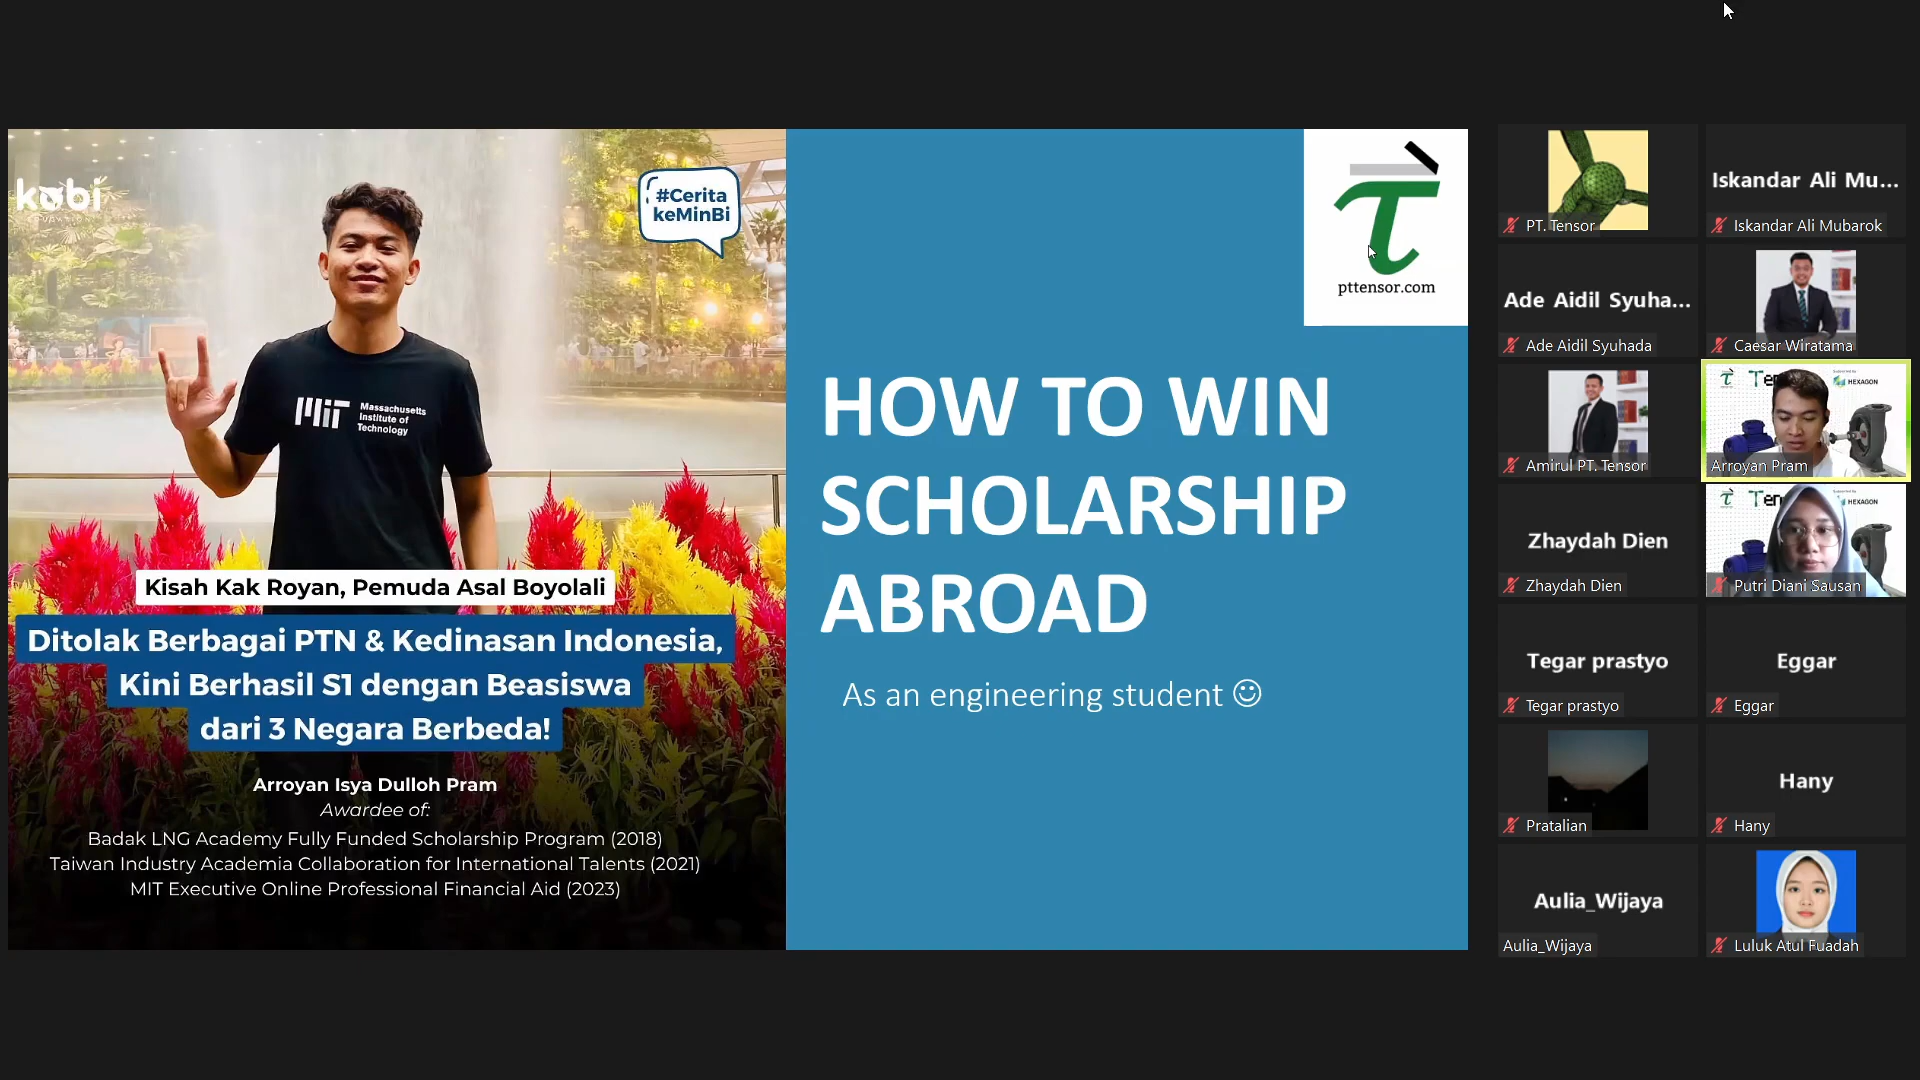 kobi
EDUCATION
#Cerita
keMinBi
MiT Massachusetts
Institute of
Technology
Kisah Kak Royan, Pemuda Asal Boyolali
Ditolak Berbagai PTN & Kedinasan Indonesia,
Kini Berhasil S1 dengan Beasiswa
dari 3 Negara Berbeda!
Arroyan Isya Dulloh Pram
Awardee of:
Badak LNG Academy Fully Funded Scholarship Program (2018)
Taiwan Industry Academia Collaboration for International Talents (2021)
MIT Executive Online Professional Financial Aid (2023)
pttensor.com
HOW TO WIN
SCHOLARSHIP
ABROAD
As an engineering student ☺
PT. Tensor
Iskandar Ali Mu...
Iskandar Ali Mubarok
Ade Aidil Syuha...
Ade Aidil Syuhada
Caesar Wiratama
Amirul PT. Tensor
HEXAGON
Arroyan Pram
Zhaydah Dien
Zhaydah Dien
HEXAGON
Putri Diani Sausan
Tegar prastyo
Tegar prastyo
Eggar
Eggar
Pratalian
Hany
Hany
Aulia_Wijaya
Aulia_Wijaya
Luluk Atul Fuadah